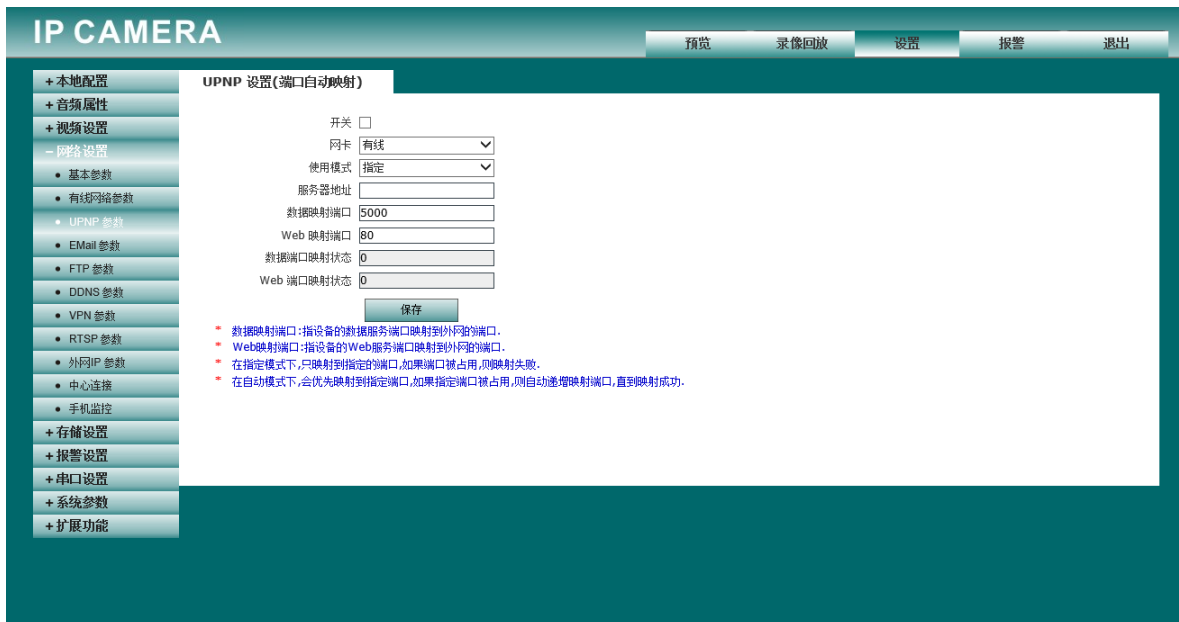 IP CAMERA
预览 录像回放 设置 报警 退出
+本地配置
+音频属性
+视频设置
−网络设置
• 基本参数
• 有线网络参数
• UPNP 参数
• EMail 参数
• FTP 参数
• DDNS 参数
• VPN 参数
• RTSP 参数
• 外网IP 参数
• 中心连接
• 手机监控
+存储设置
+报警设置
+串口设置
+系统参数
+扩展功能
UPNP 设置(端口自动映射)
开关
网卡 有线
使用模式 指定
服务器地址
数据映射端口 5000
Web 映射端口 80
数据端口映射状态 0
Web 端口映射状态 0
保存
* 数据映射端口:指设备的数据服务端口映射到外网的端口.
* Web映射端口:指设备的Web服务端口映射到外网的端口.
* 在指定模式下,只映射到指定的端口,如果端口被占用,则映射失败.
* 在自动模式下,会优先映射到指定端口,如果指定端口被占用,则自动递增映射端口,直到映射成功.